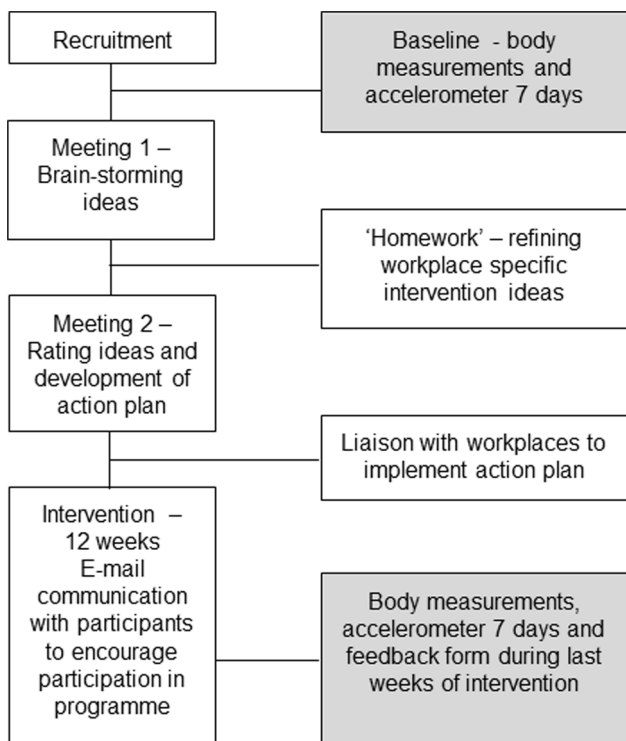 Recruitment
Baseline - body
measurements and
accelerometer 7 days
Meeting 1 –
Brain-storming
ideas
‘Homework’ – refining
workplace specific
intervention ideas
Meeting 2 –
Rating ideas and
development of
action plan
Liaison with workplaces to
implement action plan
Intervention –
12 weeks
E-mail
communication
with participants
to encourage
participation in
programme
Body measurements,
accelerometer 7 days and
feedback form during last
weeks of intervention